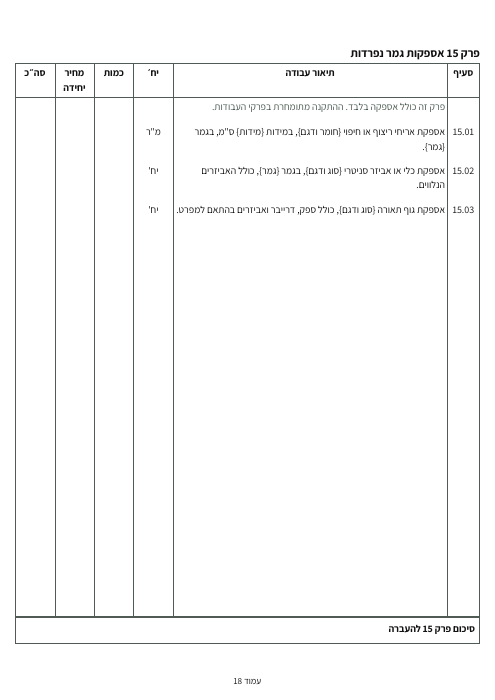 פרק 15 אספקות גמר נפרדות
סעיף תיאור עבודה יח׳ כמות מחיר יחידה סה״כ
פרק זה כולל אספקה בלבד. ההתקנה מתומחרת בפרקי העבודות.
15.01 אספקת אריחי ריצוף או חיפוי {חומר ודגם}, במידות {מידות} ס"מ, בגמר מ"ר
{גמר}.
15.02 אספקת כלי או אביזר סניטרי {סוג ודגם}, בגמר {גמר}, כולל האביזרים יח'
הנלווים.
15.03 אספקת גוף תאורה {סוג ודגם}, כולל ספק, דרייבר ואביזרים בהתאם למפרט. יח'
סיכום פרק 15 להעברה
עמוד 18